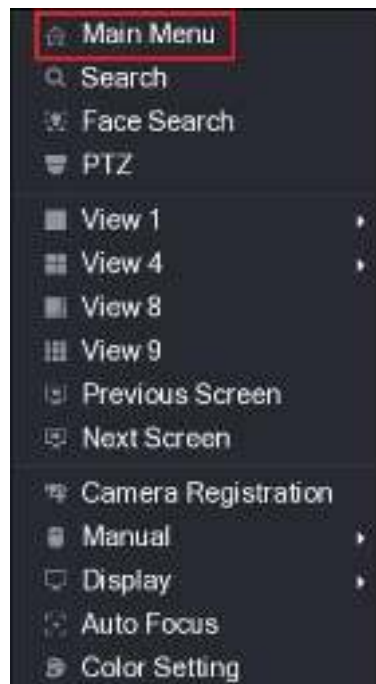 Main Menu
Search
Face Search
PTZ
View 1
View 4
View 8
View 9
Previous Screen
Next Screen
Camera Registration
Manual
Display
Auto Focus
Color Setting